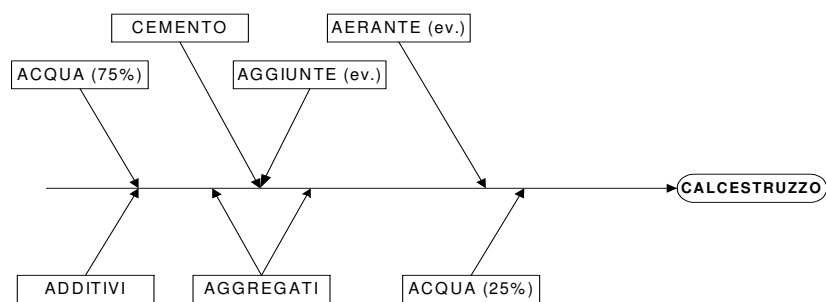 CEMENTO
AERANTE (ev.)
ACQUA (75%)
AGGIUNTE (ev.)
CALCESTRUZZO
ADDITIVI
AGGREGATI
ACQUA (25%)